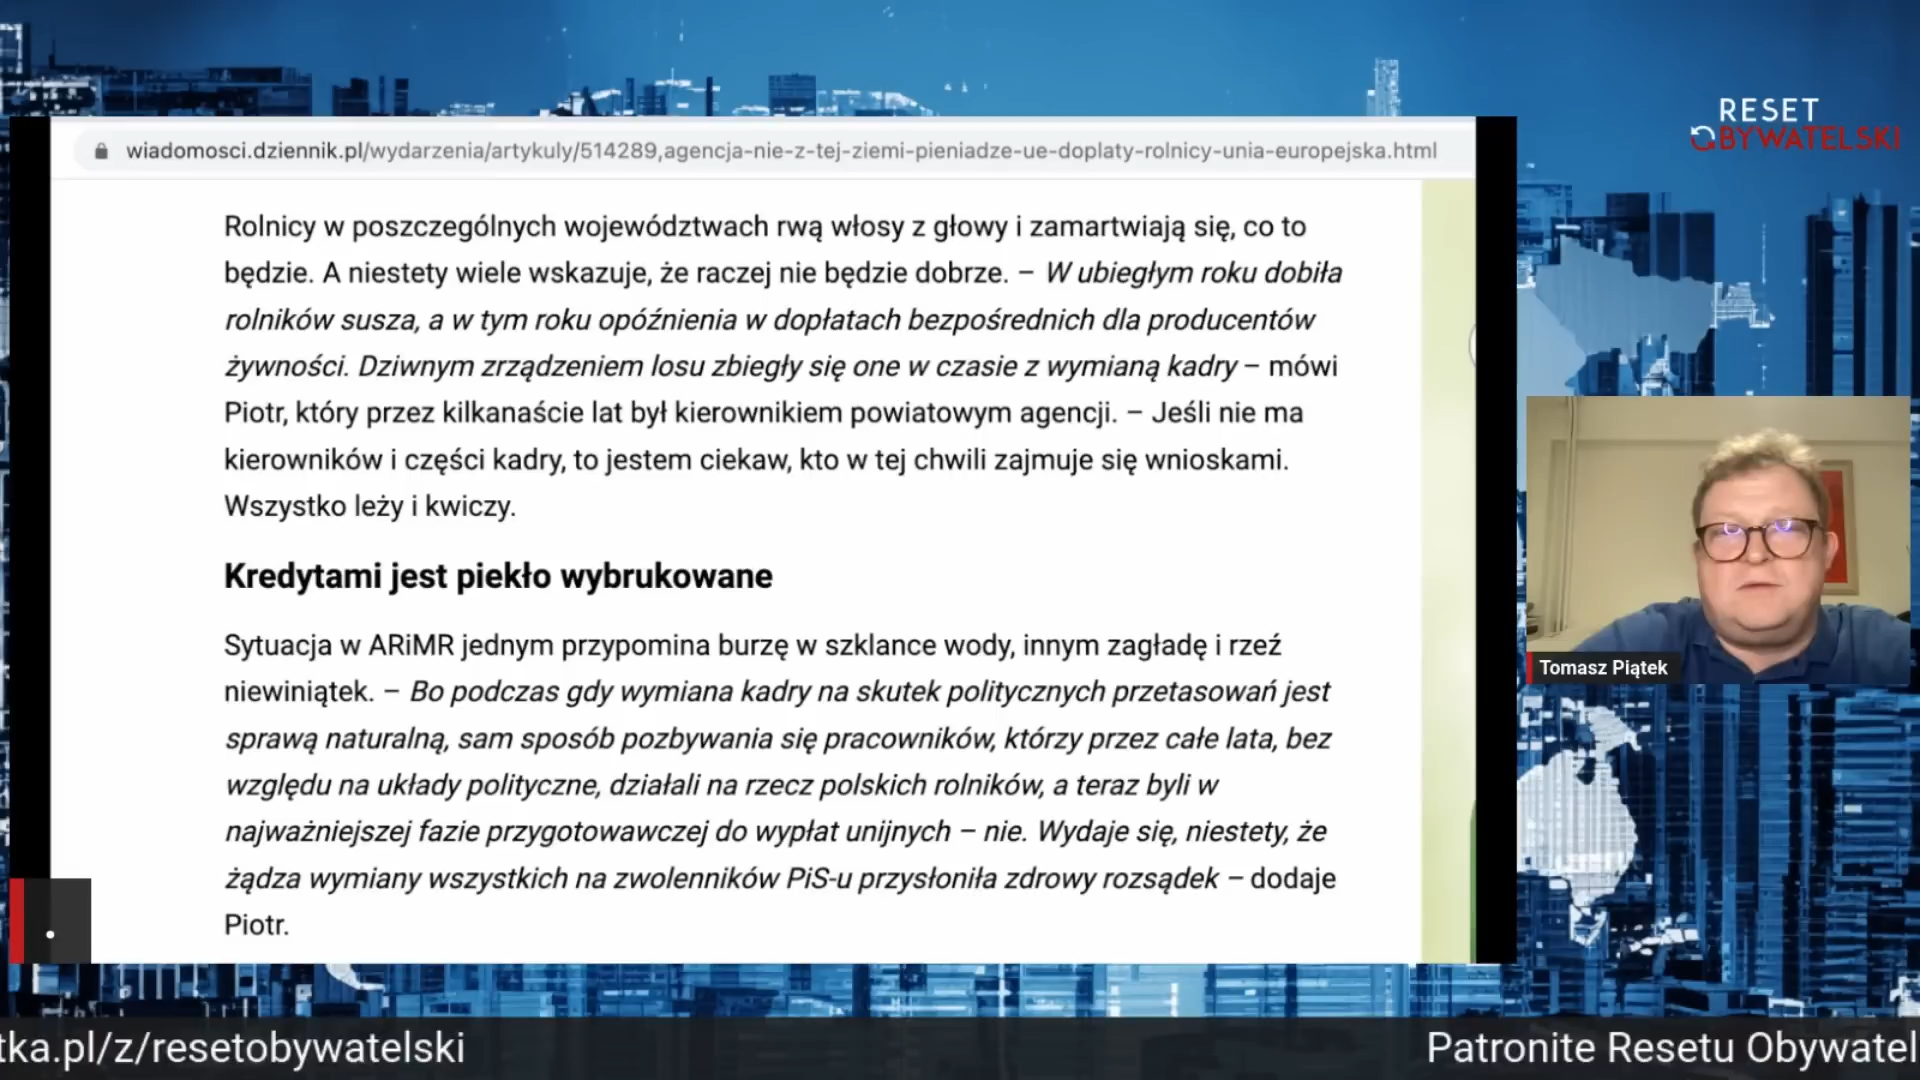 RESET
OBYWATELSKI
wiadomosci.dziennik.pl/wydarzenia/artykuly/514289,agencja-nie-z-tej-ziemi-pieniadze-ue-doplaty-rolnicy-unia-europejska.html
Rolnicy w poszczególnych województwach rwą włosy z głowy i zamartwiają się, co to
będzie. A niestety wiele wskazuje, że raczej nie będzie dobrze. – W ubiegłym roku dobiła
rolników susza, a w tym roku opóźnienia w dopłatach bezpośrednich dla producentów
żywności. Dziwnym zrządzeniem losu zbiegły się one w czasie z wymianą kadry – mówi
Piotr, który przez kilkanaście lat był kierownikiem powiatowym agencji. – Jeśli nie ma
kierowników i części kadry, to jestem ciekaw, kto w tej chwili zajmuje się wnioskami.
Wszystko leży i kwiczy.
Kredytami jest piekło wybrukowane
Sytuacja w ARiMR jednym przypomina burzę w szklance wody, innym zagładę i rzeź
niewiniątek. – Bo podczas gdy wymiana kadry na skutek politycznych przetasowań jest
sprawą naturalną, sam sposób pozbywania się pracowników, którzy przez całe lata, bez
względu na układy polityczne, działali na rzecz polskich rolników, a teraz byli w
najważniejszej fazie przygotowawczej do wypłat unijnych – nie. Wydaje się, niestety, że
żądza wymiany wszystkich na zwolenników PiS-u przysłoniła zdrowy rozsądek – dodaje
Piotr.
Tomasz Piątek
.
tka.pl/z/resetobywatelski
Patronite Resetu Obywatel